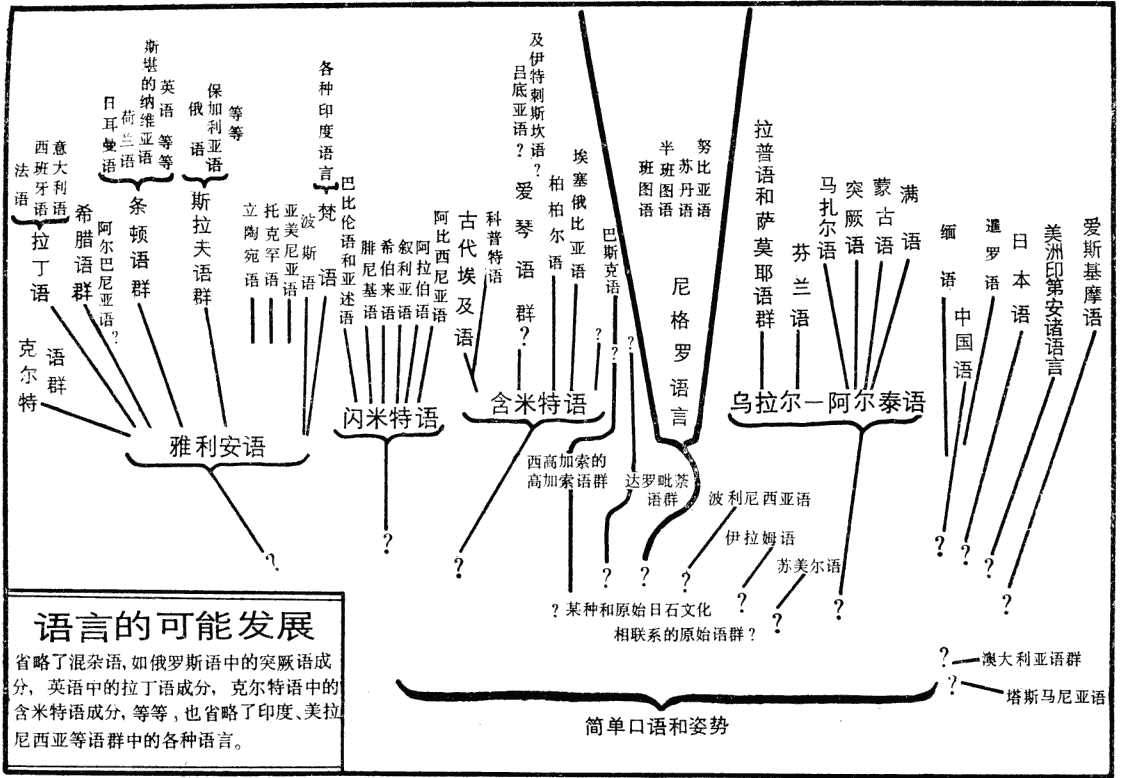 法语
西班牙语
意大利语
拉丁语
希腊语群
阿尔巴尼亚语?
日耳曼语
荷兰语
斯堪的纳维亚语
英语 等等
条顿语群
俄语
保加利亚语
等等
斯拉夫语群
立陶宛语
托克罕语
亚美尼亚语
波斯语
各种印度语言
梵语
克尔特语群
雅利安语
?
巴比伦语和亚述语
腓尼基语
希伯来语
叙利亚语
阿拉伯语
阿比西尼亚语
闪米特语
?
古代埃及语
科普特语
吕底亚语?
及伊特剌斯坎语?
爱琴语群
?
柏柏尔语
埃塞俄比亚语
?
含米特语
?
巴斯克语
?
西高加索的
高加索语群
?
达罗毗荼
语群
?
班图语
半班图语
苏丹语
努比亚语
尼格罗语言
?
波利尼西亚语
?
伊拉姆语
?
苏美尔语
?
拉普语和萨莫耶语群
芬兰语
马扎尔语
突厥语
蒙古语
满语
乌拉尔—阿尔泰语
?
缅语
中国语
暹罗语
日本语
美洲印第安诸语言
爱斯基摩语
?
?
?
?
?某种和原始日石文化
相联系的原始语群?
? 澳大利亚语群
? 塔斯马尼亚语
简单口语和姿势
语言的可能发展
省略了混杂语,如俄罗斯语中的突厥语成
分, 英语中的拉丁语成分, 克尔特语中的
含米特语成分, 等等, 也省略了印度、美拉
尼西亚等语群中的各种语言。